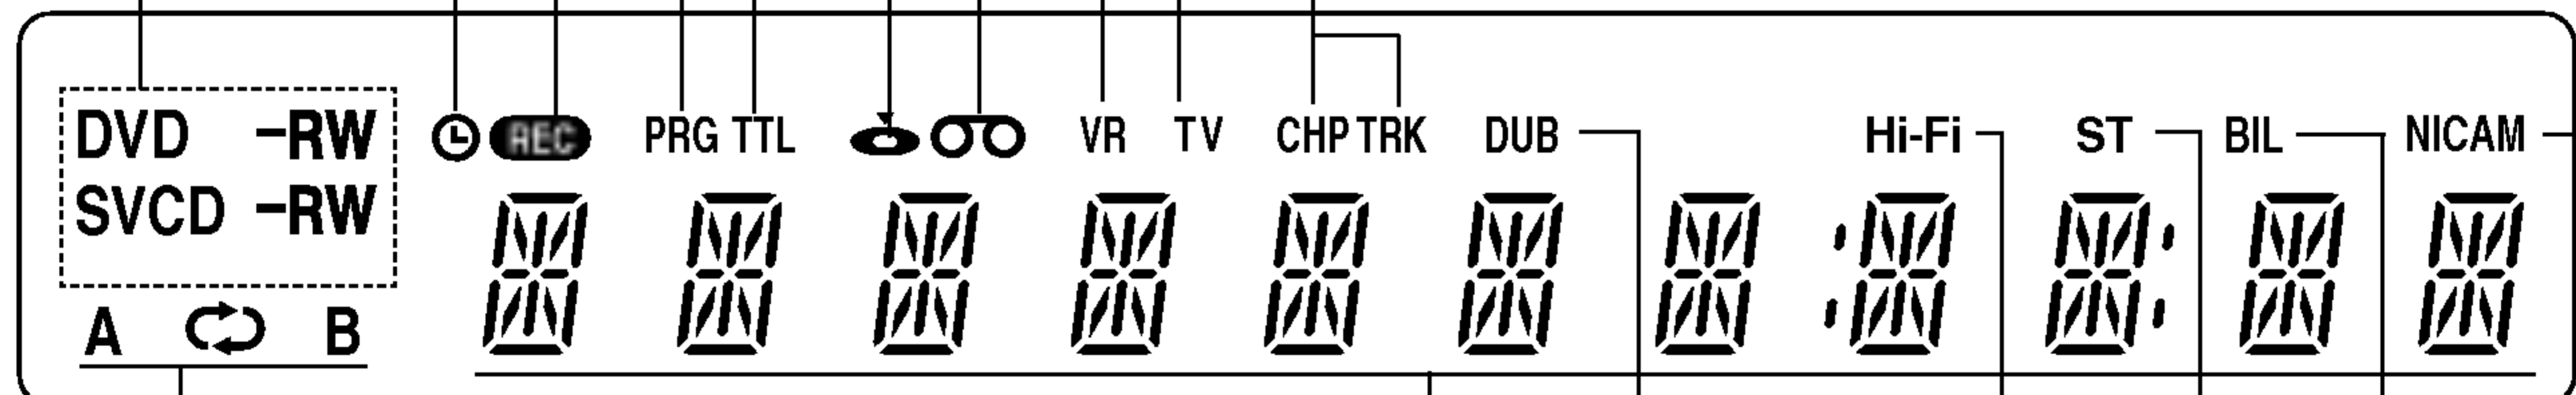 DVD -RW
SVCD -RW
A B
REC PRG TTL VR TV CHP TRK DUB Hi-Fi ST BIL NICAM